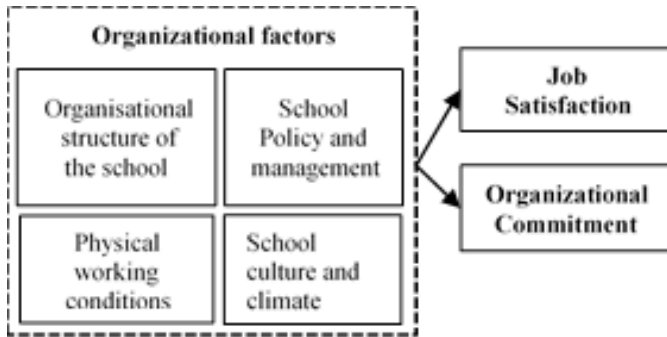 Organizational factors
Organisational
structure of
the school
School
Policy and
management
Physical
working
conditions
School
culture and
climate
Job
Satisfaction
Organizational
Commitment